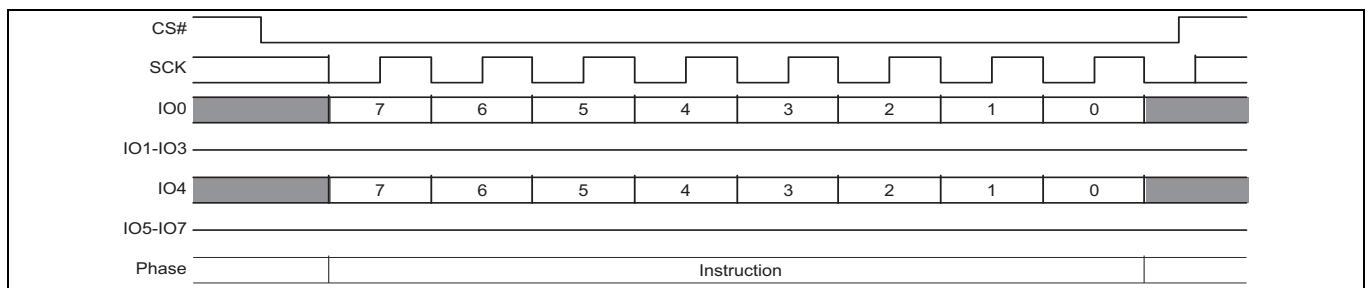 CS#
SCK
IO0 7 6 5 4 3 2 1 0
IO1-IO3
IO4 7 6 5 4 3 2 1 0
IO5-IO7
Phase Instruction